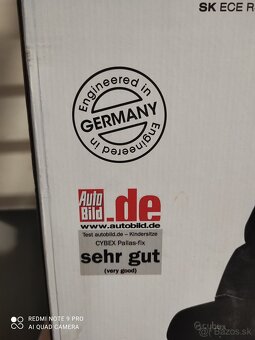 SK ECE R
Engineered in
GERMANY
Engineered in
Auto
Bild
.de
www.autobild.de
Test autobild.de – Kindersitze
CYBEX Pallas-fix
sehr gut
(very good)
REDMI NOTE 9 PRO
AI QUAD CAMERA
bazos.sk